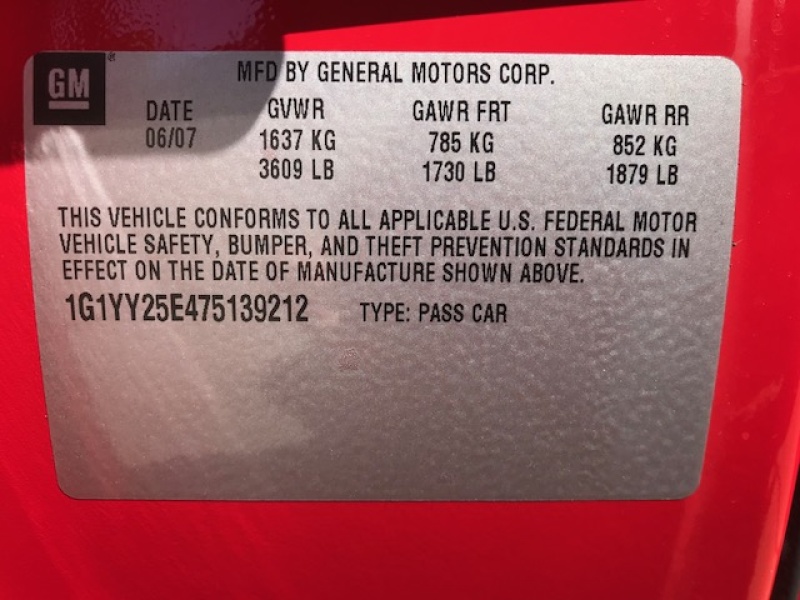 GM ®
MFD BY GENERAL MOTORS CORP.
DATE GVWR GAWR FRT GAWR RR
06/07 1637 KG 785 KG 852 KG
3609 LB 1730 LB 1879 LB
THIS VEHICLE CONFORMS TO ALL APPLICABLE U.S. FEDERAL MOTOR
VEHICLE SAFETY, BUMPER, AND THEFT PREVENTION STANDARDS IN
EFFECT ON THE DATE OF MANUFACTURE SHOWN ABOVE.
1G1YY25E475139212 TYPE: PASS CAR